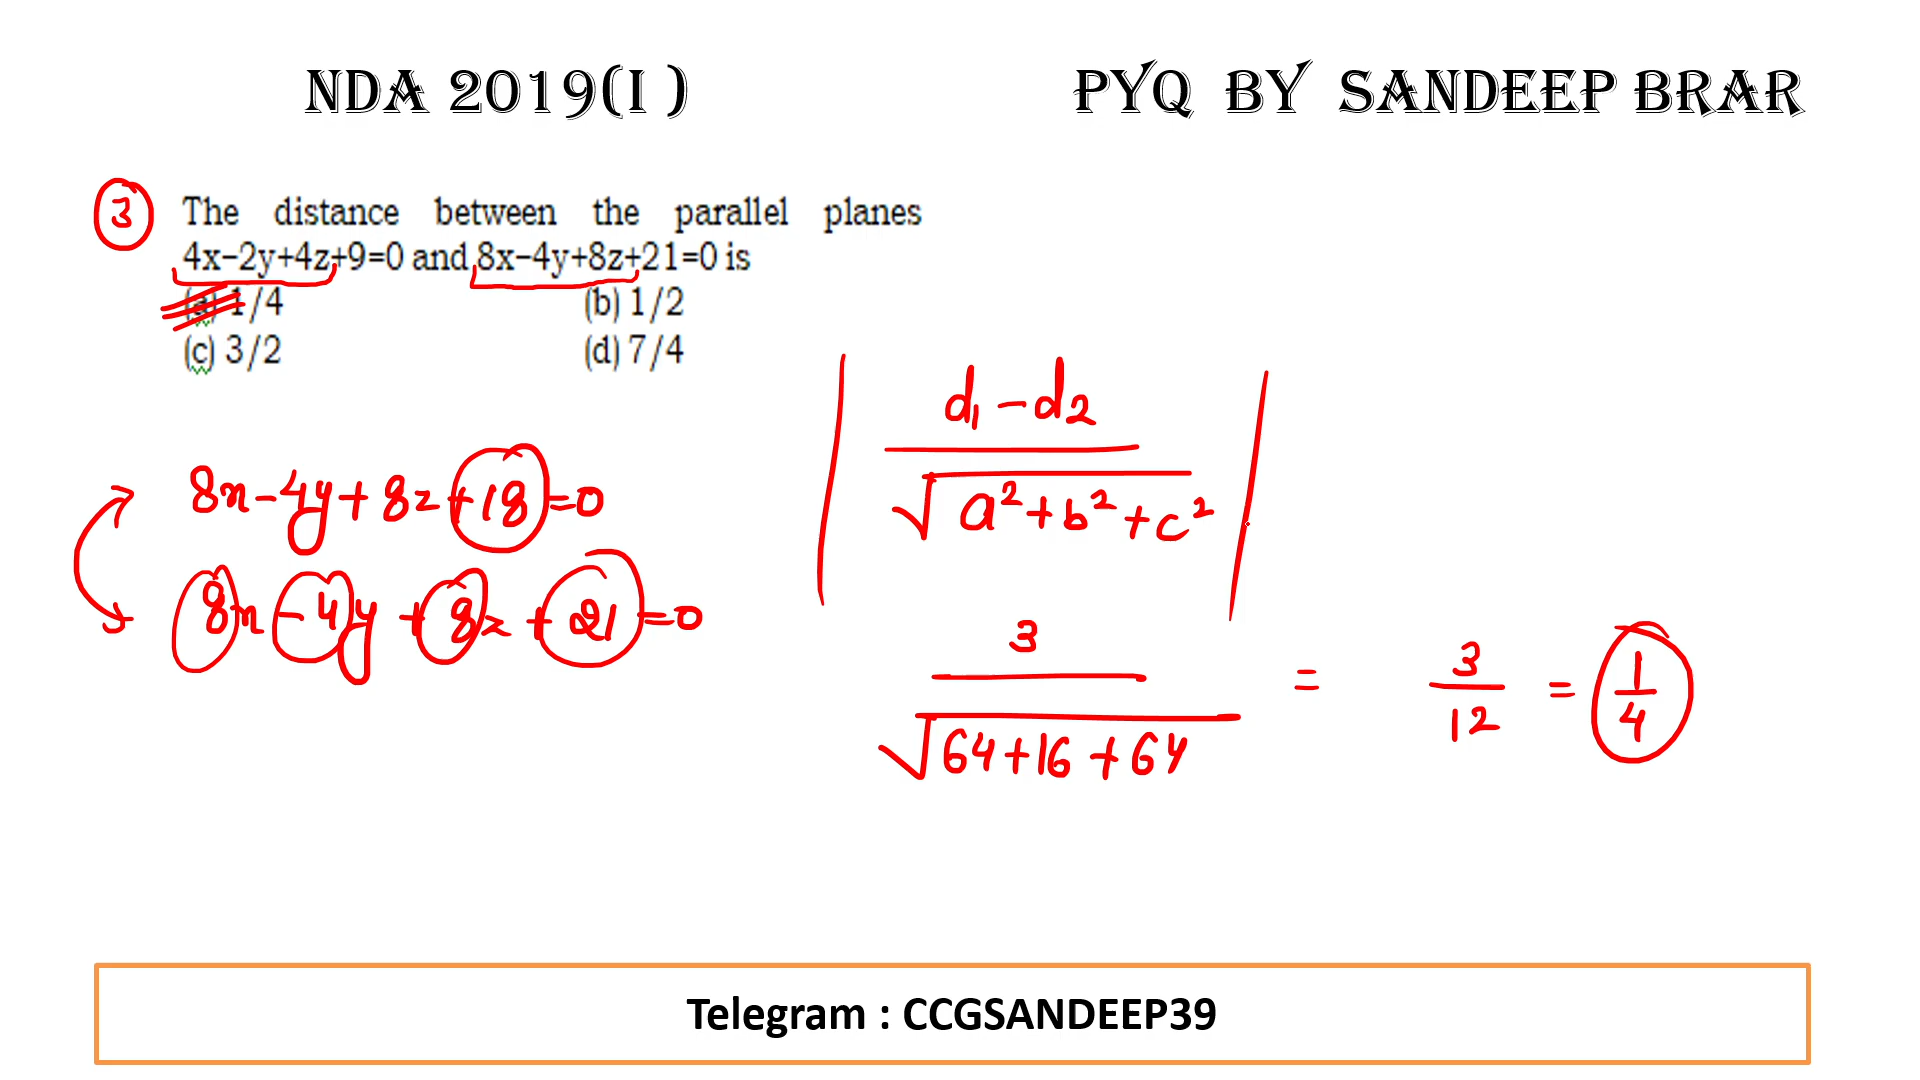 NDA 2019(I )
PYQ BY SANDEEP BRAR
3
The distance between the parallel planes
4x−2y+4z+9=0 and 8x−4y+8z+21=0 is
(a) 1/4 (b) 1/2
(c) 3/2 (d) 7/4
8x-4y+8z+18=0
8x-4y+8z+21=0
| d1-d2 / √a²+b²+c² |
3 / √64+16+64 = 3/12 = 1/4
Telegram : CCGSANDEEP39